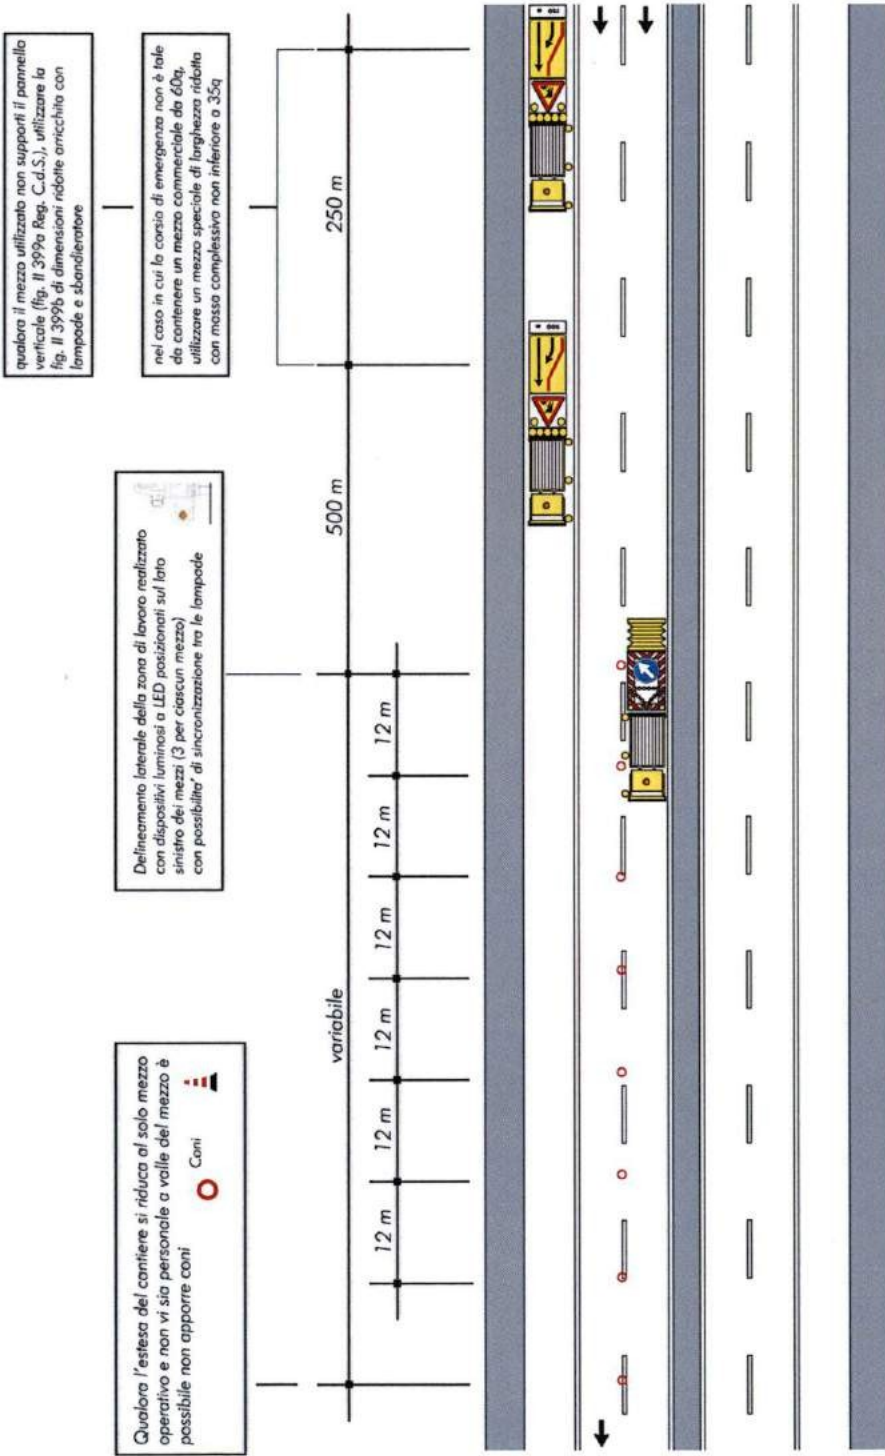 qualora il mezzo utilizzato non supporti il pannello
verticale (fig. II 399a Reg. C.d.S.), utilizzare la
fig. II 399b di dimensioni ridotte arricchita con
lampade e sbandieratore
nel caso in cui la corsia di emergenza non è tale
da contenere un mezzo commerciale da 60q,
utilizzare un mezzo speciale di larghezza ridotta
con massa complessiva non inferiore a 35q
Delineamento laterale della zona di lavoro realizzato
con dispositivi luminosi a LED posizionati sul lato
sinistro dei mezzi (3 per ciascun mezzo)
con possibilita' di sincronizzazione tra le lampade
Qualora l'estesa del cantiere si riduca al solo mezzo
operativo e non vi sia personale a valle del mezzo è
possibile non apporre coni
Coni
variabile
500 m
250 m
12 m
12 m
12 m
12 m
12 m
12 m
500 m
750 m